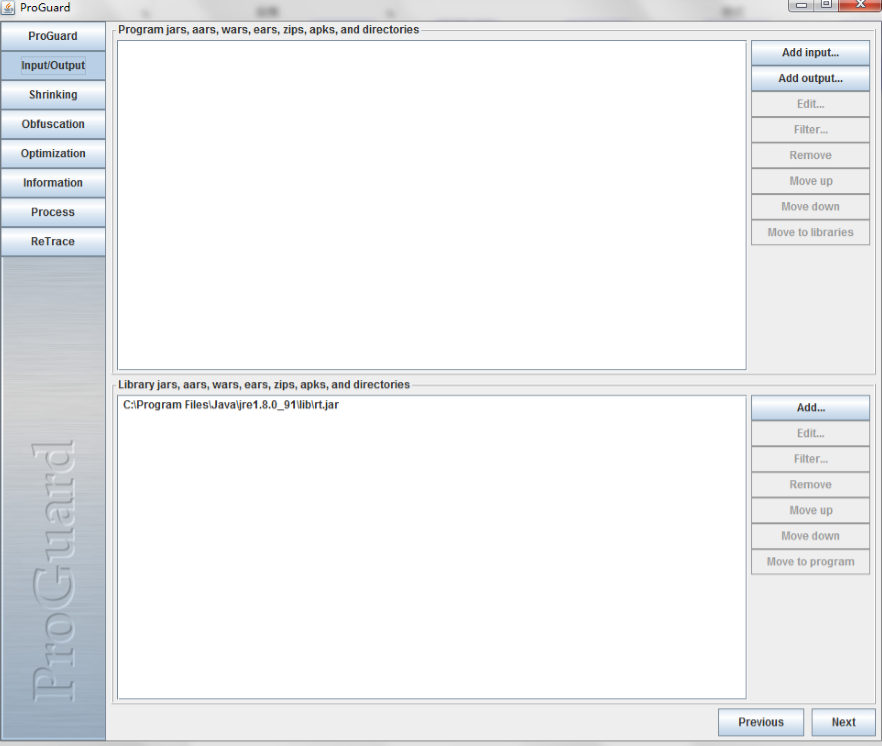 ProGuard
ProGuard
Input/Output
Shrinking
Obfuscation
Optimization
Information
Process
ReTrace
ProGuard
Program jars, aars, wars, ears, zips, apks, and directories
Add input...
Add output...
Edit...
Filter...
Remove
Move up
Move down
Move to libraries
Library jars, aars, wars, ears, zips, apks, and directories
C:\Program Files\Java\jre1.8.0_91\lib\rt.jar
Add...
Edit...
Filter...
Remove
Move up
Move down
Move to program
Previous
Next